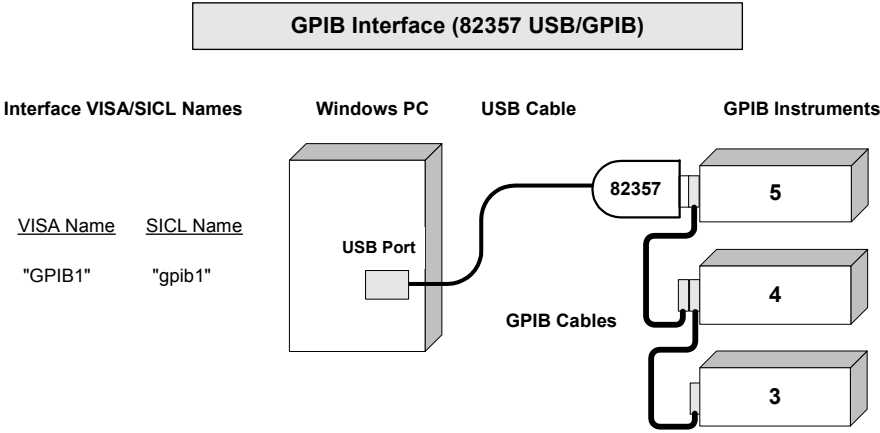 GPIB Interface (82357 USB/GPIB)
Interface VISA/SICL Names
Windows PC
USB Cable
GPIB Instruments
VISA Name
SICL Name
"GPIB1"
"gpib1"
USB Port
82357
5
4
GPIB Cables
3